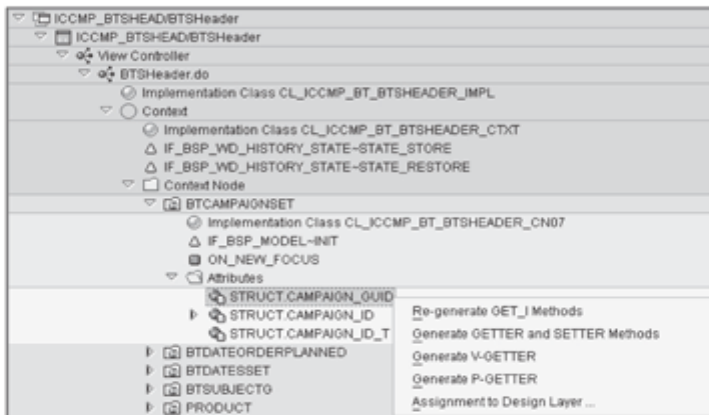 ICCMP_BTSHEAD/BTSHeader
ICCMP_BTSHEAD/BTSHeader
View Controller
BTSHeader.do
Implementation Class CL_ICCMP_BT_BTSHEADER_IMPL
Context
Implementation Class CL_ICCMP_BT_BTSHEADER_CTXT
IF_BSP_WD_HISTORY_STATE~STATE_STORE
IF_BSP_WD_HISTORY_STATE~STATE_RESTORE
Context Node
BTCAMPAIGNSET
Implementation Class CL_ICCMP_BT_BTSHEADER_CN07
IF_BSP_MODEL~INIT
ON_NEW_FOCUS
Attributes
STRUCT.CAMPAIGN_GUID
STRUCT.CAMPAIGN_ID
STRUCT.CAMPAIGN_ID_T
BTDATEORDERPLANNED
BTDATESSET
BTSUBJECTG
PRODUCT
Re-generate GET_I Methods
Generate GETTER and SETTER Methods
Generate V-GETTER
Generate P-GETTER
Assignment to Design Layer ...